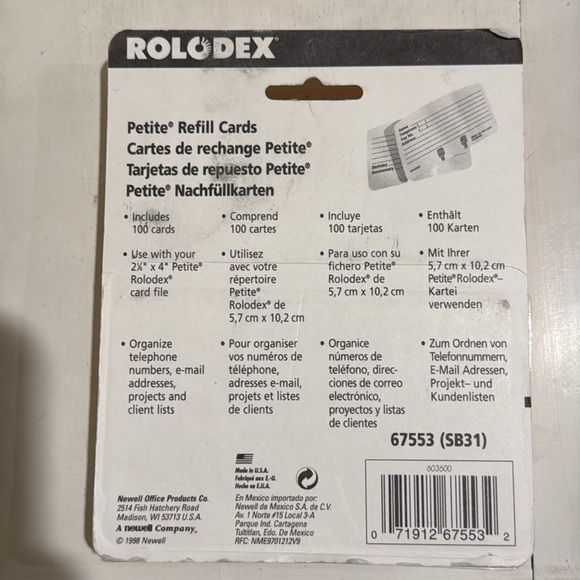 ROLODEX
Petite® Refill Cards
Cartes de rechange Petite®
Tarjetas de repuesto Petite®
Petite® Nachfüllkarten
Name
Telephone
Fax No.
Address
Birthday
Anniversary
• Includes
100 cards
• Use with your
2¼" x 4" Petite®
Rolodex®
card file
• Organize
telephone
numbers, e-mail
addresses,
projects and
client lists
• Comprend
100 cartes
• Utilisez
avec votre
répertoire
Petite®
Rolodex® de
5,7 cm x 10,2 cm
• Pour organiser
vos numéros de
téléphone,
adresses e-mail,
projets et listes
de clients
• Incluye
100 tarjetas
• Para uso con su
fichero Petite®
Rolodex® de
5,7 cm x 10,2 cm
• Organice
números de
teléfono, direc-
ciones de correo
electrónico,
proyectos y listas
de clientes
• Enthält
100 Karten
• Mit Ihrer
5,7 cm x 10,2 cm
Petite®Rolodex®–
Kartei
verwenden
• Zum Ordnen von
Telefonnummern,
E-Mail Adressen,
Projekt– und
Kundenlisten
67553 (SB31)
Newell Office Products Co.
2514 Fish Hatchery Road
Madison, WI 53713 U.S.A.
A newell Company
© 1998 Newell
Made in U.S.A.
Fabriqué aux E.-U.
Hecho en E.U.A.
En Mexico importado por:
Newell de Mexico S.A. de C.V.
Av. 1 Norte #15 Local 3-A
Parque Ind. Cartagena
Tultitlan, Edo. De Mexico
RFC: NME9701212V9
603600
0 71912 67553 2